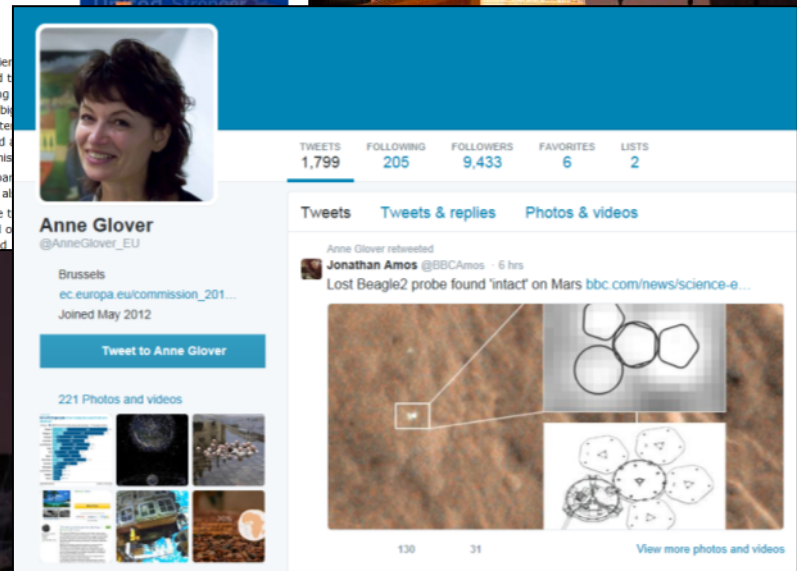 TWEETS FOLLOWING FOLLOWERS FAVORITES LISTS
1,799 205 9,433 6 2
Tweets Tweets & replies Photos & videos
Anne Glover
@AnneGlover_EU
Brussels
ec.europa.eu/commission_201...
Joined May 2012
Tweet to Anne Glover
221 Photos and videos
Anne Glover retweeted
Jonathan Amos @BBCAmos · 6 hrs
Lost Beagle2 probe found 'intact' on Mars bbc.com/news/science-e...
130 31 View more photos and videos